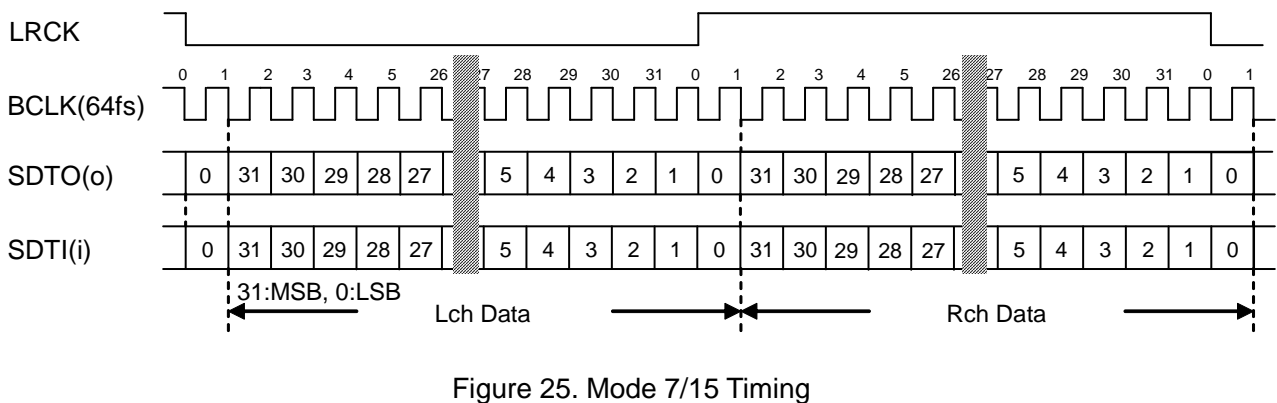 LRCK
0 1 2 3 4 5 26 27 28 29 30 31 0 1 2 3 4 5 26 27 28 29 30 31 0 1
BCLK(64fs)
SDTO(o) 0 31 30 29 28 27 5 4 3 2 1 0 31 30 29 28 27 5 4 3 2 1 0
SDTI(i) 0 31 30 29 28 27 5 4 3 2 1 0 31 30 29 28 27 5 4 3 2 1 0
31:MSB, 0:LSB
Lch Data Rch Data
Figure 25. Mode 7/15 Timing